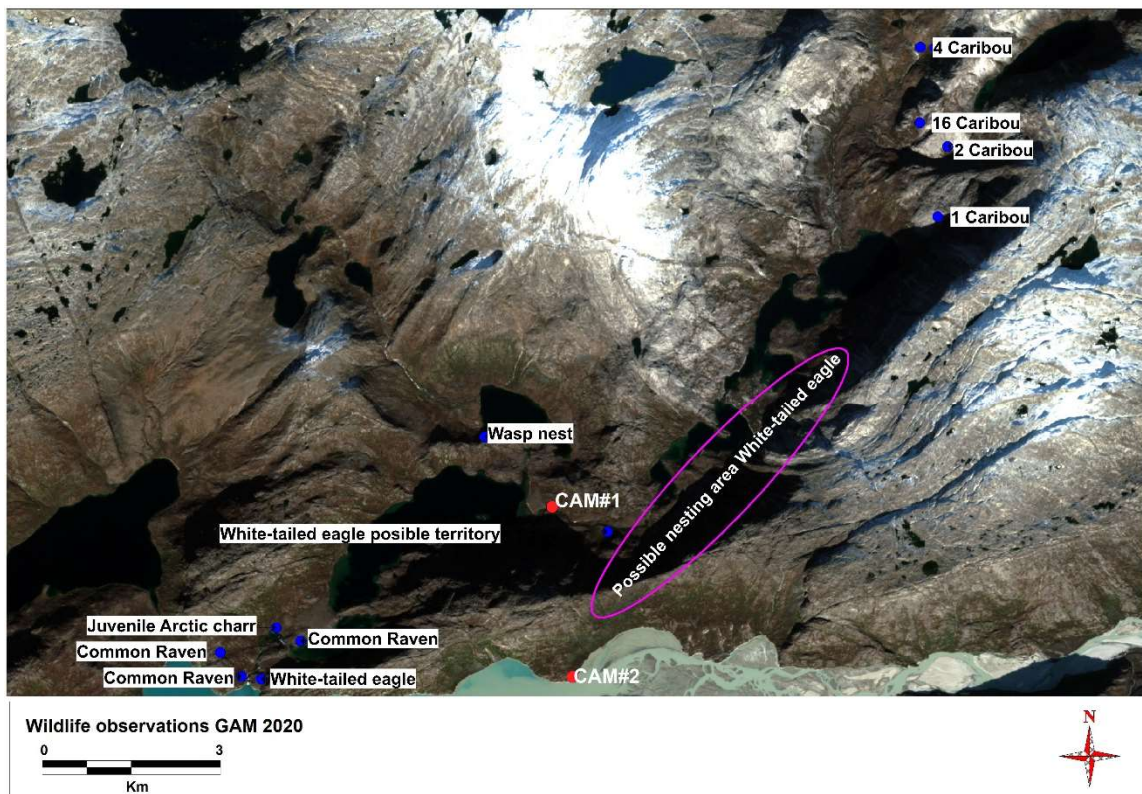 4 Caribou
16 Caribou
2 Caribou
1 Caribou
Possible nesting area White-tailed eagle
Wasp nest
CAM#1
White-tailed eagle posible territory
Juvenile Arctic charr
Common Raven
Common Raven
Common Raven
White-tailed eagle
CAM#2
Wildlife observations GAM 2020
0 3
Km
N